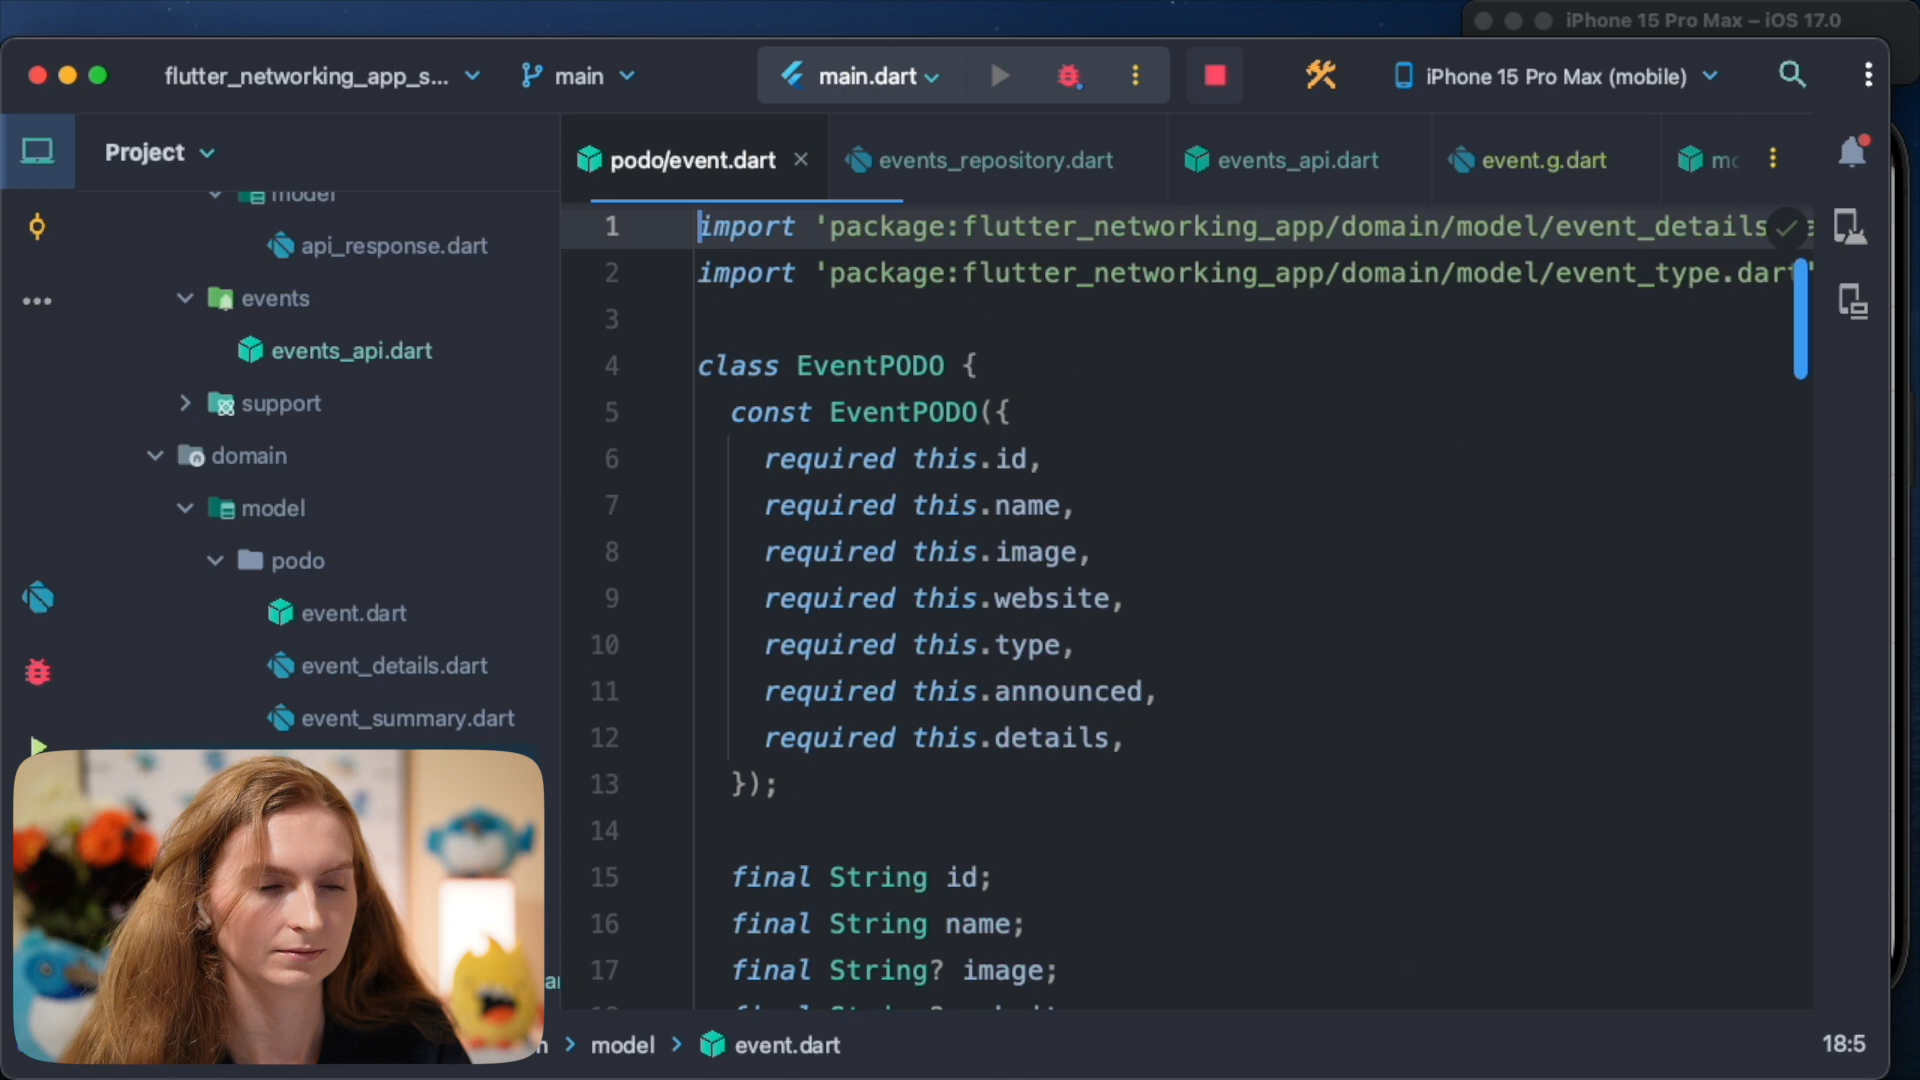 iPhone 15 Pro Max – iOS 17.0
flutter_networking_app_s...
main
main.dart
iPhone 15 Pro Max (mobile)
Project
podo/event.dart
events_repository.dart
events_api.dart
event.g.dart
model
api_response.dart
events
events_api.dart
support
domain
model
podo
event.dart
event_details.dart
event_summary.dart
1 import 'package:flutter_networking_app/domain/model/event_details
2 import 'package:flutter_networking_app/domain/model/event_type.dart'
3
4 class EventPODO {
5 const EventPODO({
6 required this.id,
7 required this.name,
8 required this.image,
9 required this.website,
10 required this.type,
11 required this.announced,
12 required this.details,
13 });
14
15 final String id;
16 final String name;
17 final String? image;
model
event.dart
18:5